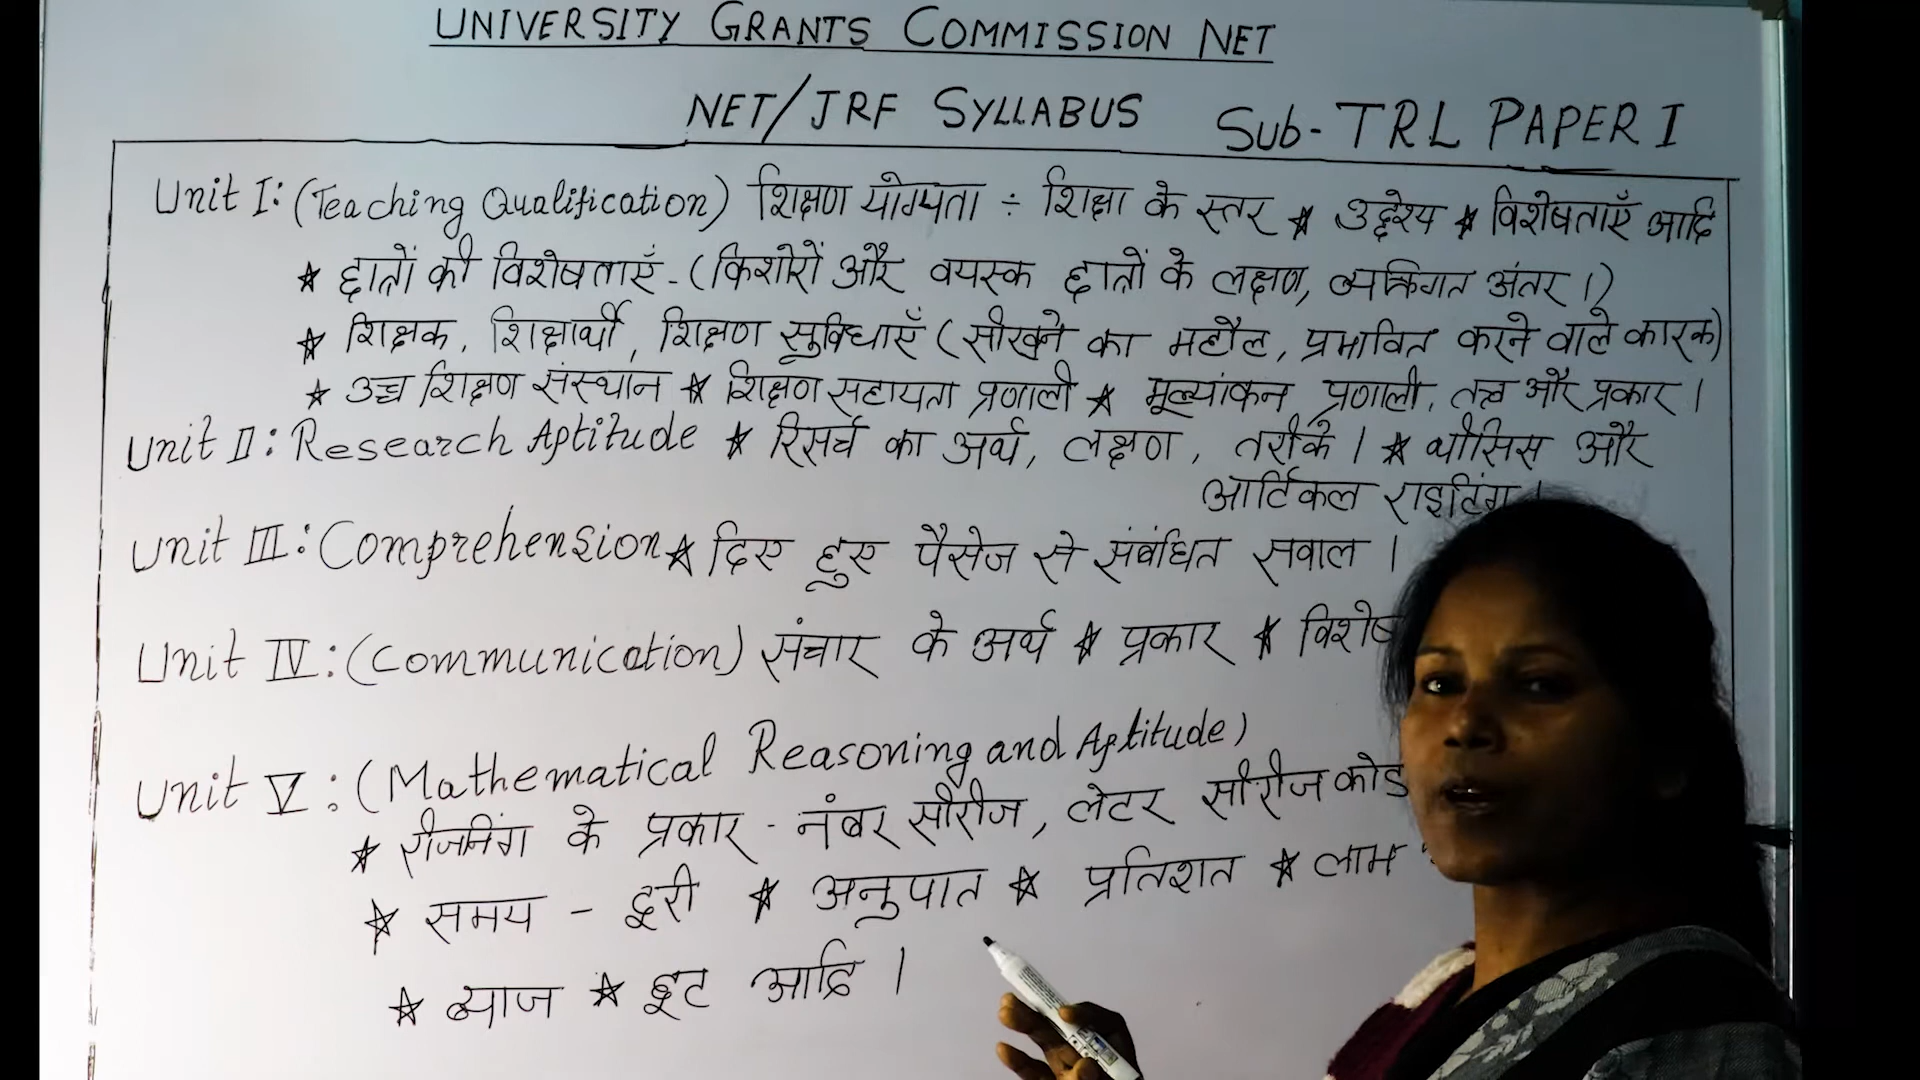 UNIVERSITY GRANTS COMMISSION NET
NET/JRF SYLLABUS Sub-TRL PAPER I
Unit I: (Teaching Qualification) शिक्षण योग्यता ÷ शिक्षा के स्तर ★ उद्देश्य ★ विशेषताएँ आदि
★ छात्रों की विशेषताएँ - (किशोरों और वयस्क छात्रों के लक्षण, व्यक्तिगत अंतर।)
★ शिक्षक, शिक्षार्थी, शिक्षण सुविधाएँ (सीखने का महौल, प्रभावित करने वाले कारक)
★ उच्च शिक्षण संस्थान ★ शिक्षण सहायता प्रणाली ★ मूल्यांकन प्रणाली, तत्व और प्रकार।
Unit II: Research Aptitude ★ रिसर्च का अर्थ, लक्षण, तरीके। ★ थीसिस और
आर्टिकल राइटिंग।
Unit III: Comprehension ★ दिए हुए पैसेज से संबंधित सवाल।
Unit IV: (Communication) संचार के अर्थ ★ प्रकार ★ विशेष
Unit V: (Mathematical Reasoning and Aptitude)
★ रीजनिंग के प्रकार - नंबर सीरीज, लेटर सीरीज कोड
★ समय - दूरी ★ अनुपात ★ प्रतिशत ★ लाभ
★ ब्याज ★ छूट आदि।